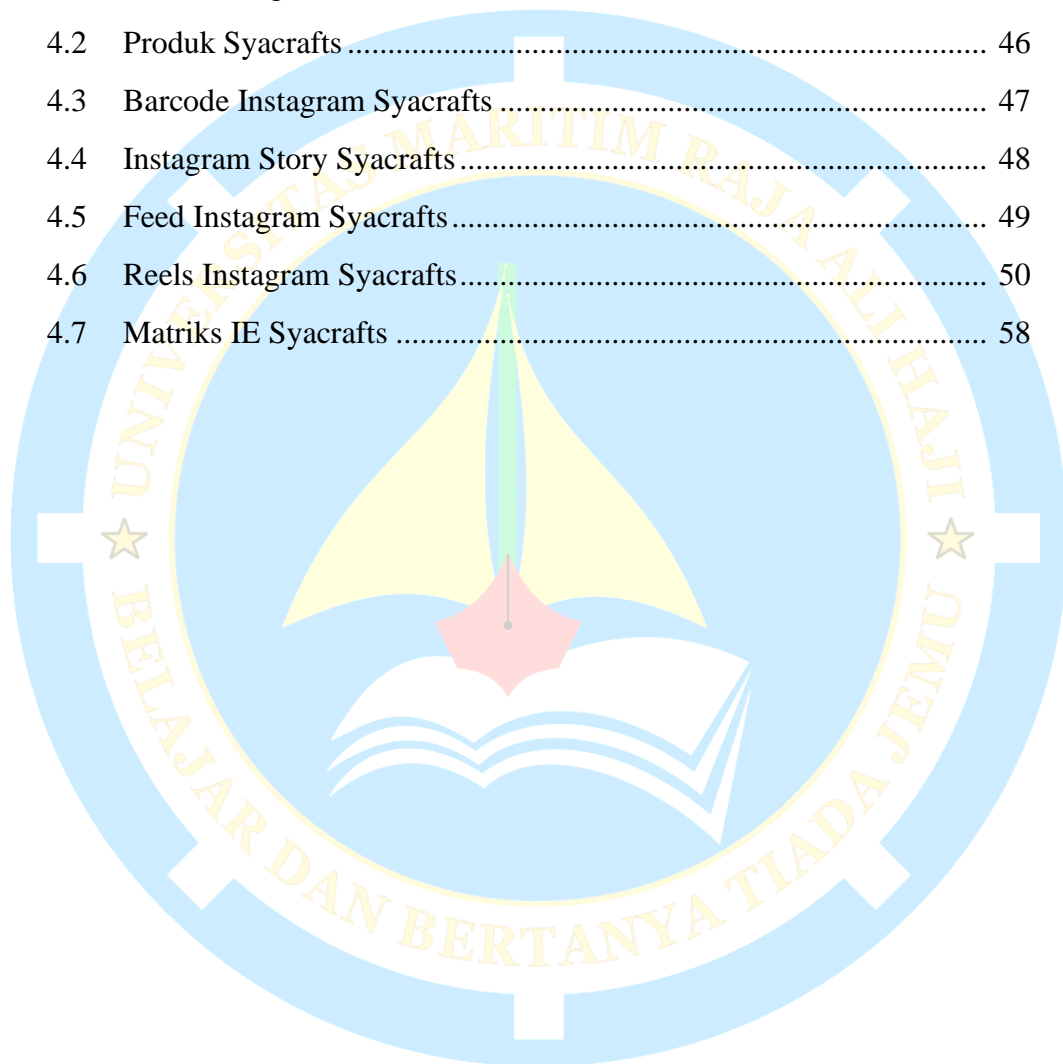 4.2 Produk Syacrafts ................................................................................ 46
4.3 Barcode Instagram Syacrafts ............................................................. 47
4.4 Instagram Story Syacrafts .................................................................. 48
4.5 Feed Instagram Syacrafts ................................................................... 49
4.6 Reels Instagram Syacrafts .................................................................. 50
4.7 Matriks IE Syacrafts .......................................................................... 58
UNIVERSITAS MARITIM RAJA ALI HAJI
BELAJAR DAN BERTANYA TIADA JEMU